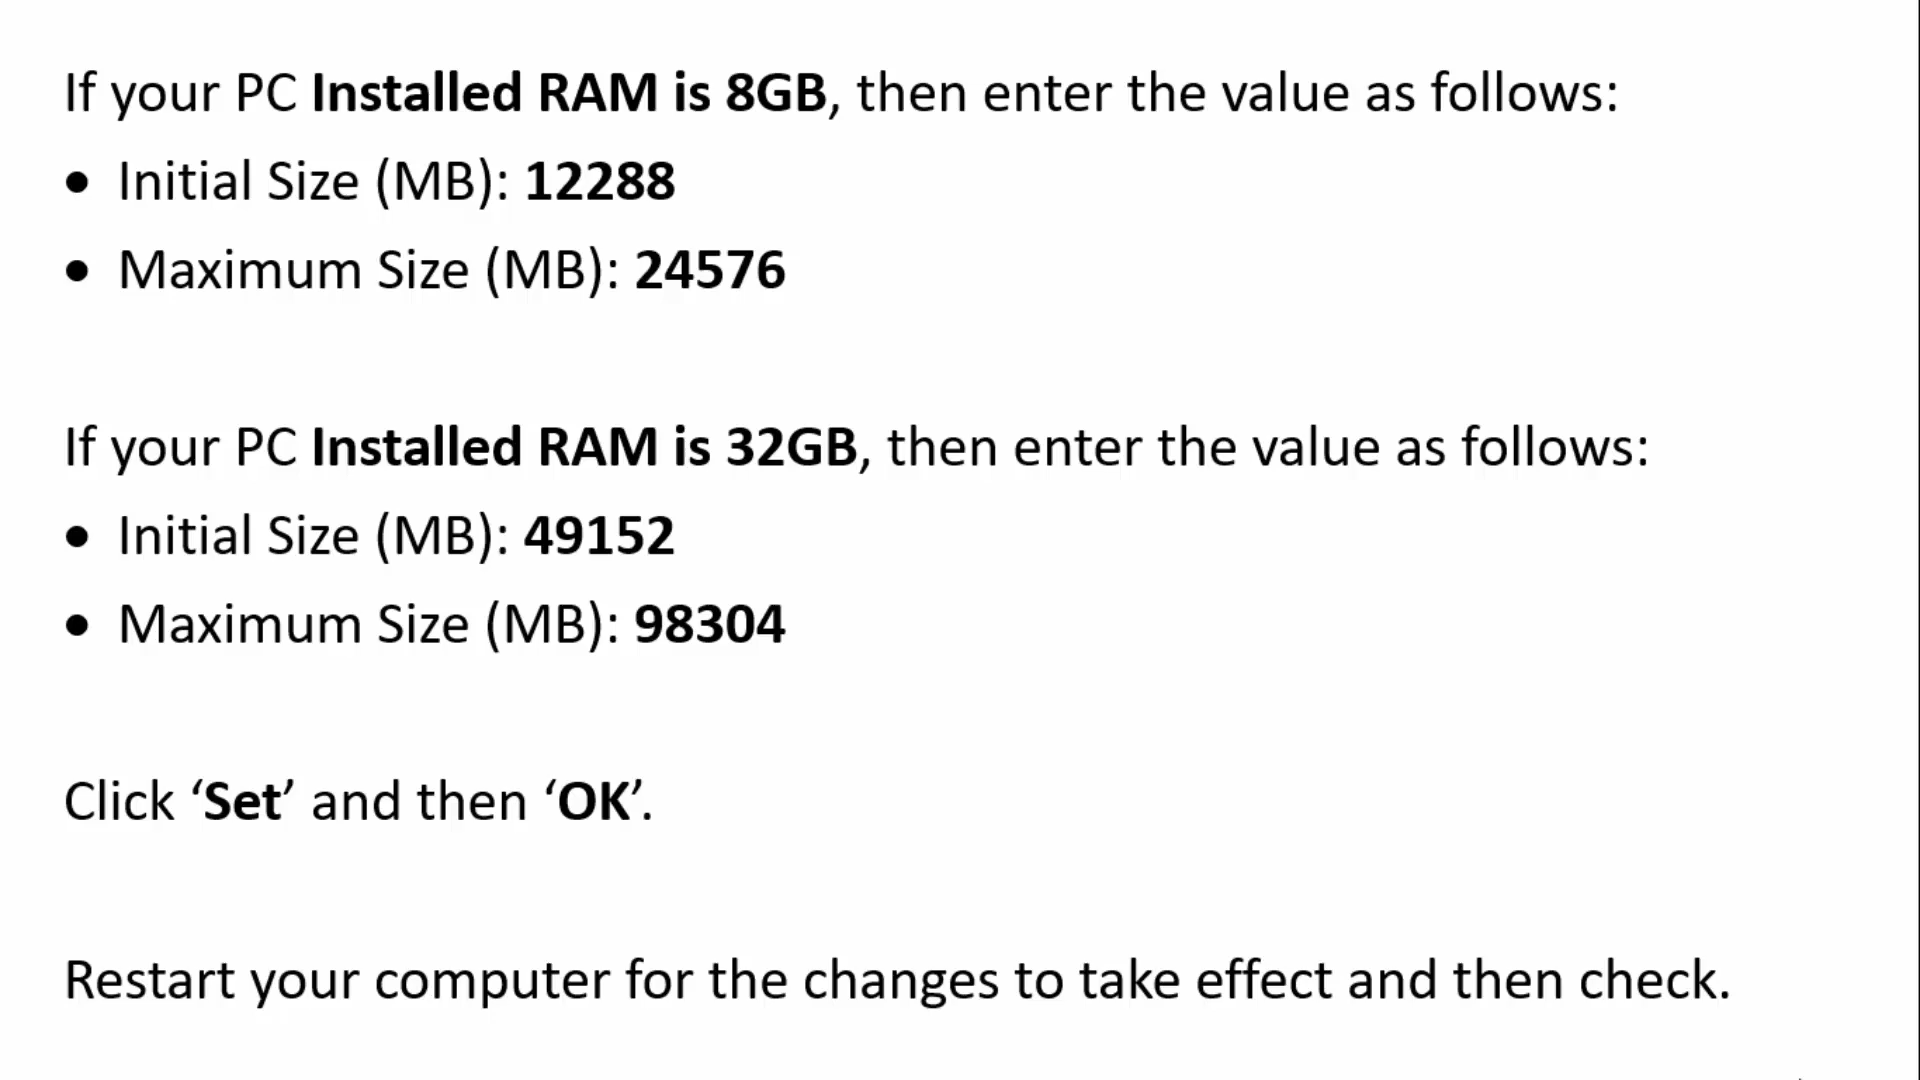 If your PC Installed RAM is 8GB, then enter the value as follows:
• Initial Size (MB): 12288
• Maximum Size (MB): 24576
If your PC Installed RAM is 32GB, then enter the value as follows:
• Initial Size (MB): 49152
• Maximum Size (MB): 98304
Click ‘Set’ and then ‘OK’.
Restart your computer for the changes to take effect and then check.